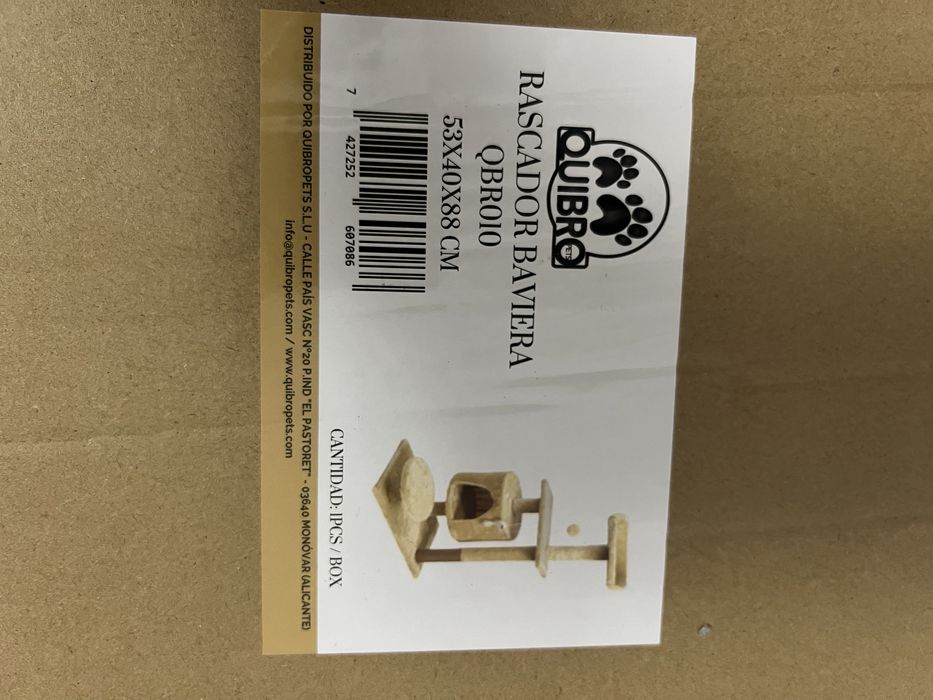 QUIBRO
PETS
RASCADOR BAVIERA
QBR010
53X40X88 CM
7 427252 607086
CANTIDAD: 1PCS / BOX
DISTRIBUIDO POR QUIBROPETS S.L.U - CALLE PAÍS VASC Nº20 P.IND "EL PASTORET" - 03640 MONÓVAR (ALICANTE)
info@quibropets.com / www.quibropets.com